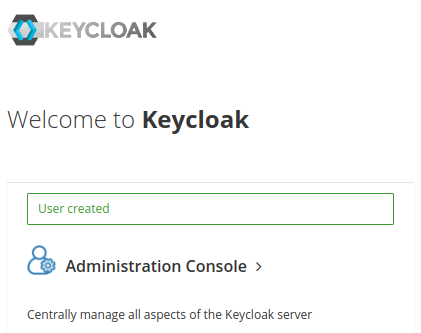 KEYCLOAK
Welcome to Keycloak
User created
Administration Console >
Centrally manage all aspects of the Keycloak server